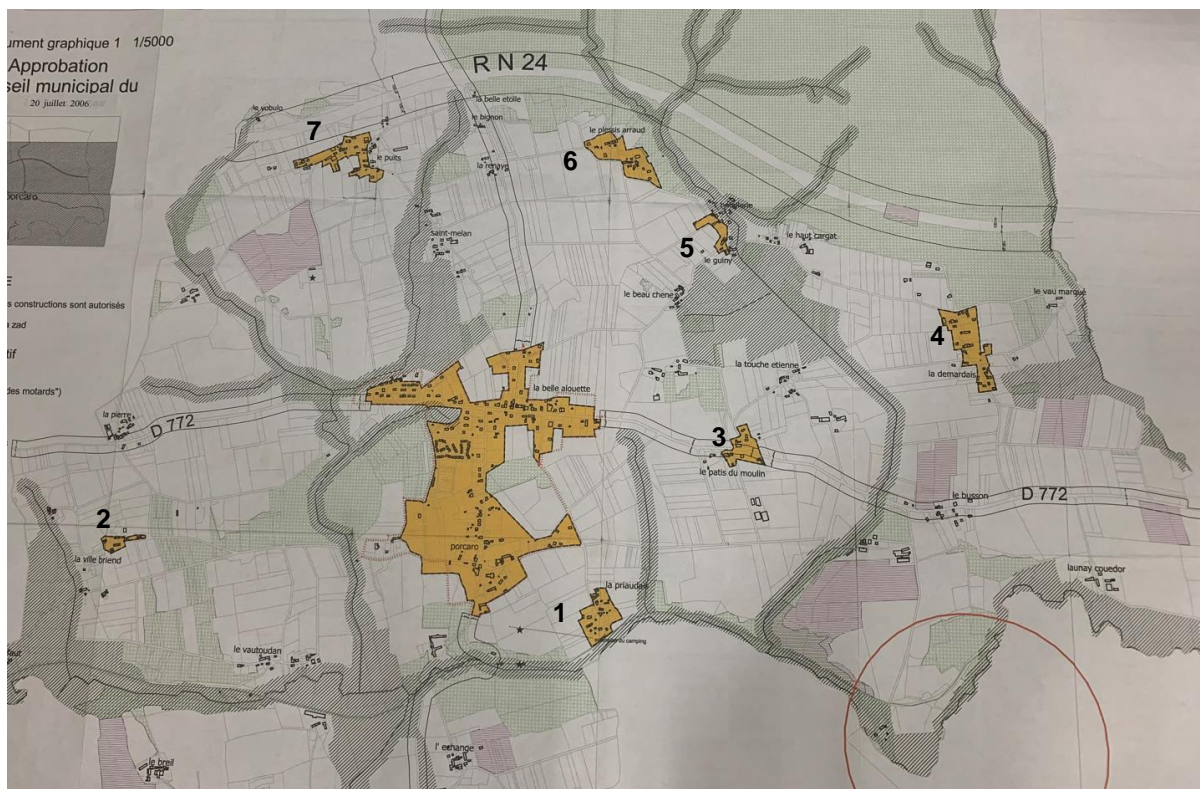 ument graphique 1 1/5000
Approbation
seil municipal du
20 juillet 2006
porcaro
E
s constructions sont autorisés
zad
tif
des motards")
R N 24
le vobulo
la belle etoile
le bignon
7
le puits
la renaye
le plessis arraud
6
saint-melan
5
le guiny
le haut cargat
le beau chene
le vau marqué
4
la touche etienne
la demardais
la belle alouette
la pierre
D 772
3
le patis du moulin
le busson
D 772
2
la ville briend
porcaro
launay couedor
la priaudais
1
du camping
le vautoudan
l' echange
le breil